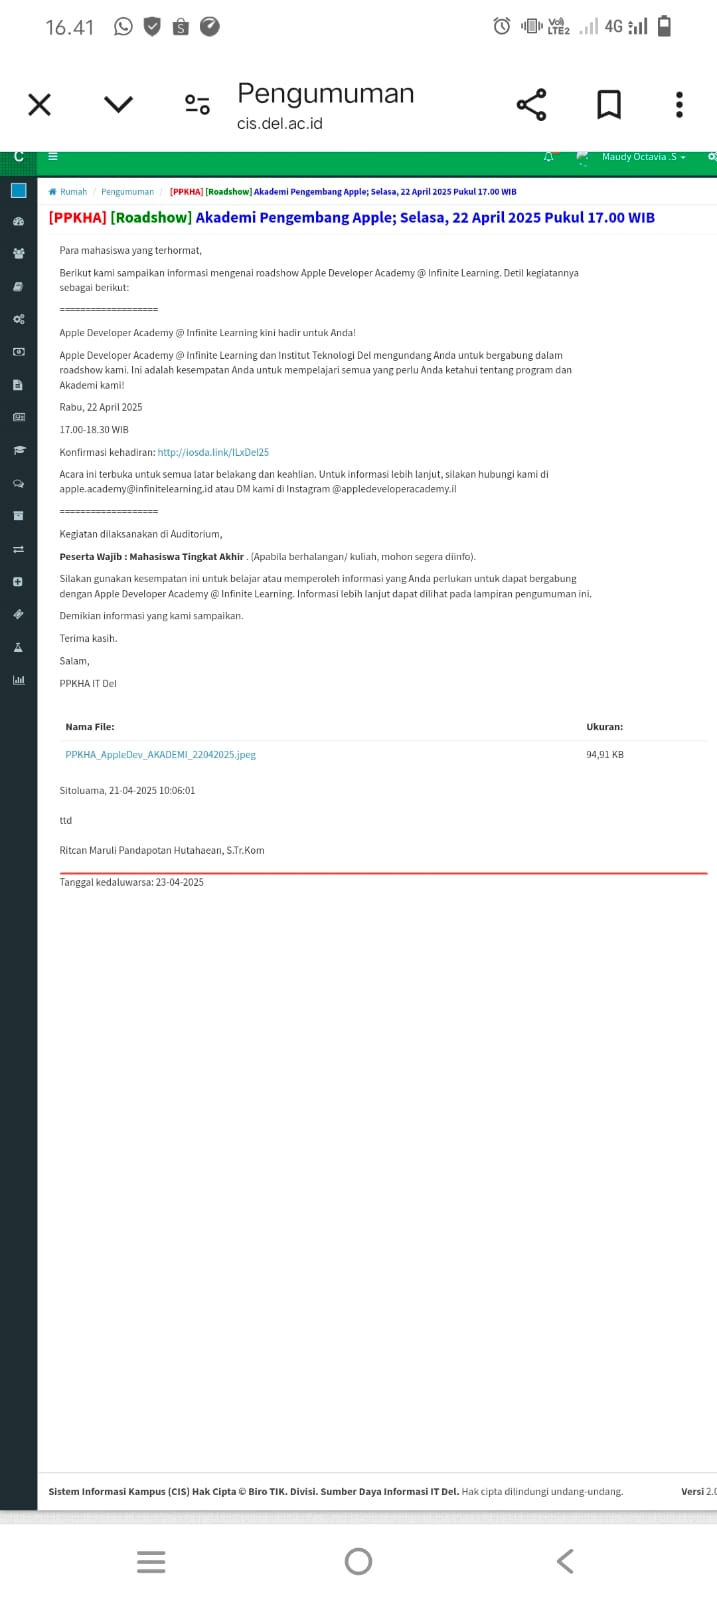 16.41
Vo))
LTE2
4G
Pengumuman
cis.del.ac.id
C
Maudy Octavia .S
Rumah / Pengumuman / [PPKHA] [Roadshow] Akademi Pengembang Apple; Selasa, 22 April 2025 Pukul 17.00 WIB
[PPKHA] [Roadshow] Akademi Pengembang Apple; Selasa, 22 April 2025 Pukul 17.00 WIB
Para mahasiswa yang terhormat,
Berikut kami sampaikan informasi mengenai roadshow Apple Developer Academy @ Infinite Learning. Detil kegiatannya
sebagai berikut:
===================
Apple Developer Academy @ Infinite Learning kini hadir untuk Anda!
Apple Developer Academy @ Infinite Learning dan Institut Teknologi Del mengundang Anda untuk bergabung dalam
roadshow kami. Ini adalah kesempatan Anda untuk mempelajari semua yang perlu Anda ketahui tentang program dan
Akademi kami!
Rabu, 22 April 2025
17.00-18.30 WIB
Konfirmasi kehadiran: http://iosda.link/ILxDel25
Acara ini terbuka untuk semua latar belakang dan keahlian. Untuk informasi lebih lanjut, silakan hubungi kami di
apple.academy@infinitelearning.id atau DM kami di Instagram @appledeveloperacademy.il
===================
Kegiatan dilaksanakan di Auditorium,
Peserta Wajib : Mahasiswa Tingkat Akhir . (Apabila berhalangan/ kuliah, mohon segera diinfo).
Silakan gunakan kesempatan ini untuk belajar atau memperoleh informasi yang Anda perlukan untuk dapat bergabung
dengan Apple Developer Academy @ Infinite Learning. Informasi lebih lanjut dapat dilihat pada lampiran pengumuman ini.
Demikian informasi yang kami sampaikan.
Terima kasih.
Salam,
PPKHA IT Del
Nama File: Ukuran:
PPKHA_AppleDev_AKADEMI_22042025.jpeg 94,91 KB
Sitoluama, 21-04-2025 10:06:01
ttd
Ritcan Maruli Pandapotan Hutahaean, S.Tr.Kom
Tanggal kedaluwarsa: 23-04-2025
Sistem Informasi Kampus (CIS) Hak Cipta © Biro TIK. Divisi. Sumber Daya Informasi IT Del. Hak cipta dilindungi undang-undang. Versi 2.0